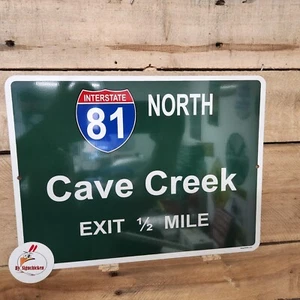 INTERSTATE
81
NORTH
Cave Creek
EXIT ½ MILE